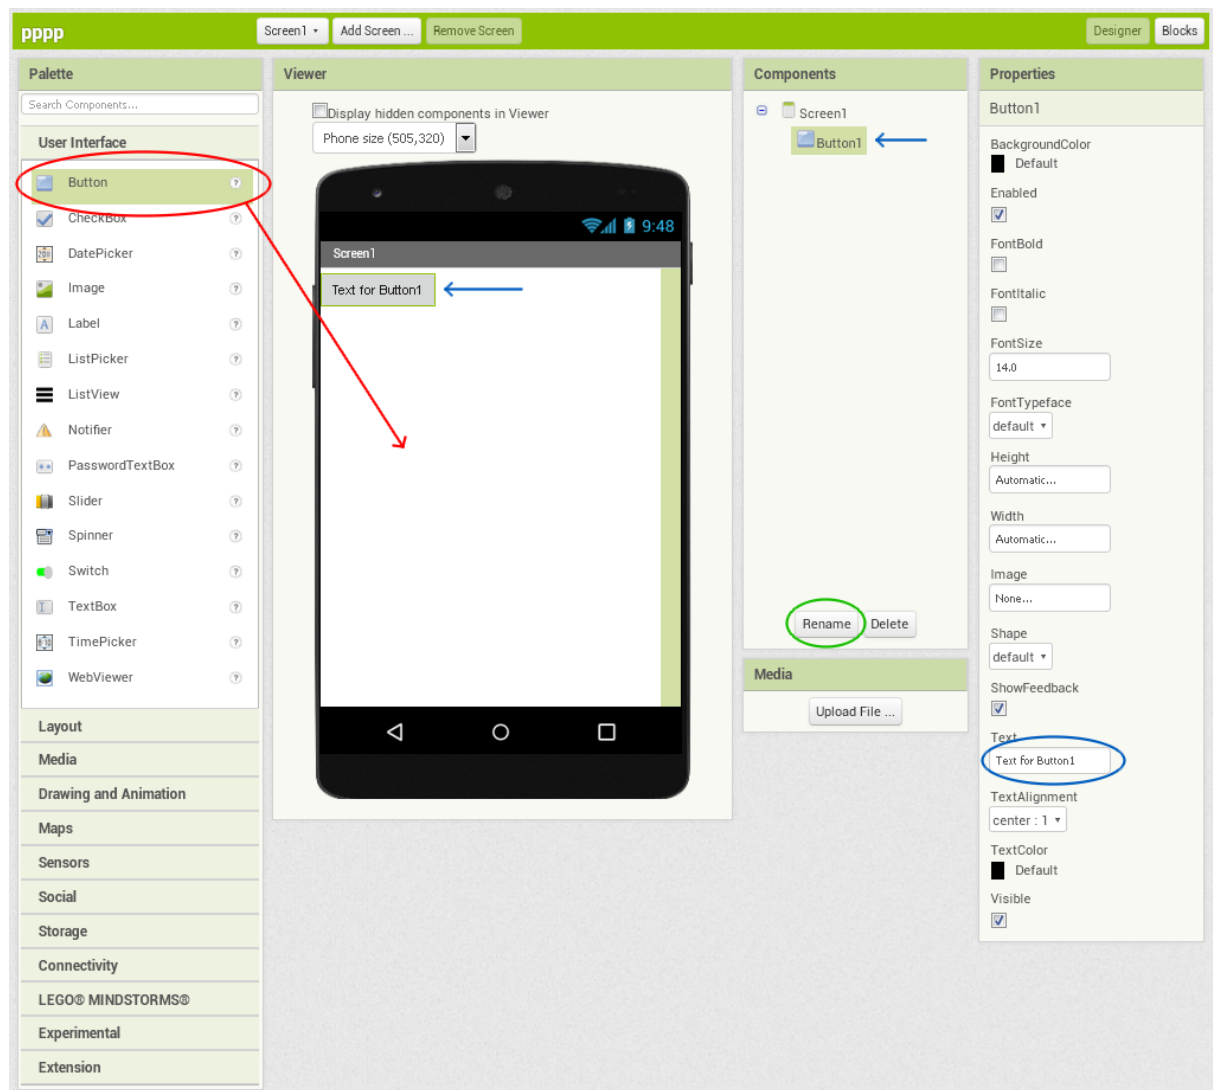 pppp
Screen1
Add Screen ...
Remove Screen
Designer
Blocks
Palette
Search Components...
User Interface
Button
CheckBox
DatePicker
Image
Label
ListPicker
ListView
Notifier
PasswordTextBox
Slider
Spinner
Switch
TextBox
TimePicker
WebViewer
Layout
Media
Drawing and Animation
Maps
Sensors
Social
Storage
Connectivity
LEGO® MINDSTORMS®
Experimental
Extension
Viewer
Display hidden components in Viewer
Phone size (505,320)
9:48
Screen1
Text for Button1
Components
Screen1
Button1
Rename
Delete
Media
Upload File ...
Properties
Button1
BackgroundColor
Default
Enabled
FontBold
FontItalic
FontSize
14.0
FontTypeface
default
Height
Automatic...
Width
Automatic...
Image
None...
Shape
default
ShowFeedback
Text
Text for Button1
TextAlignment
center : 1
TextColor
Default
Visible